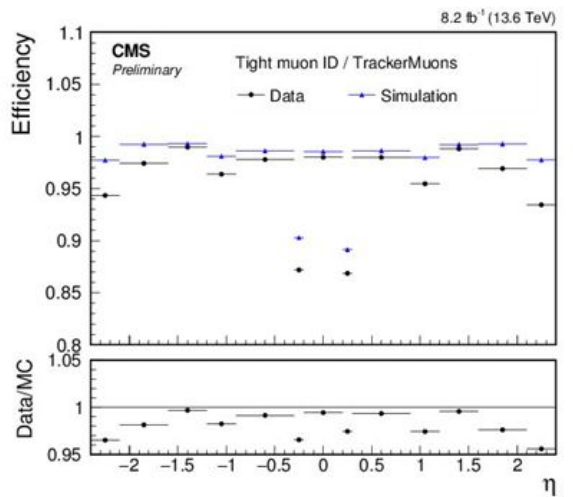 8.2 fb⁻¹ (13.6 TeV)
CMS
Preliminary
Tight muon ID / TrackerMuons
Data Simulation
Efficiency
1.1
1.05
1
0.95
0.9
0.85
0.8
Data/MC
1.05
1
0.95
−2 −1.5 −1 −0.5 0 0.5 1 1.5 2
η